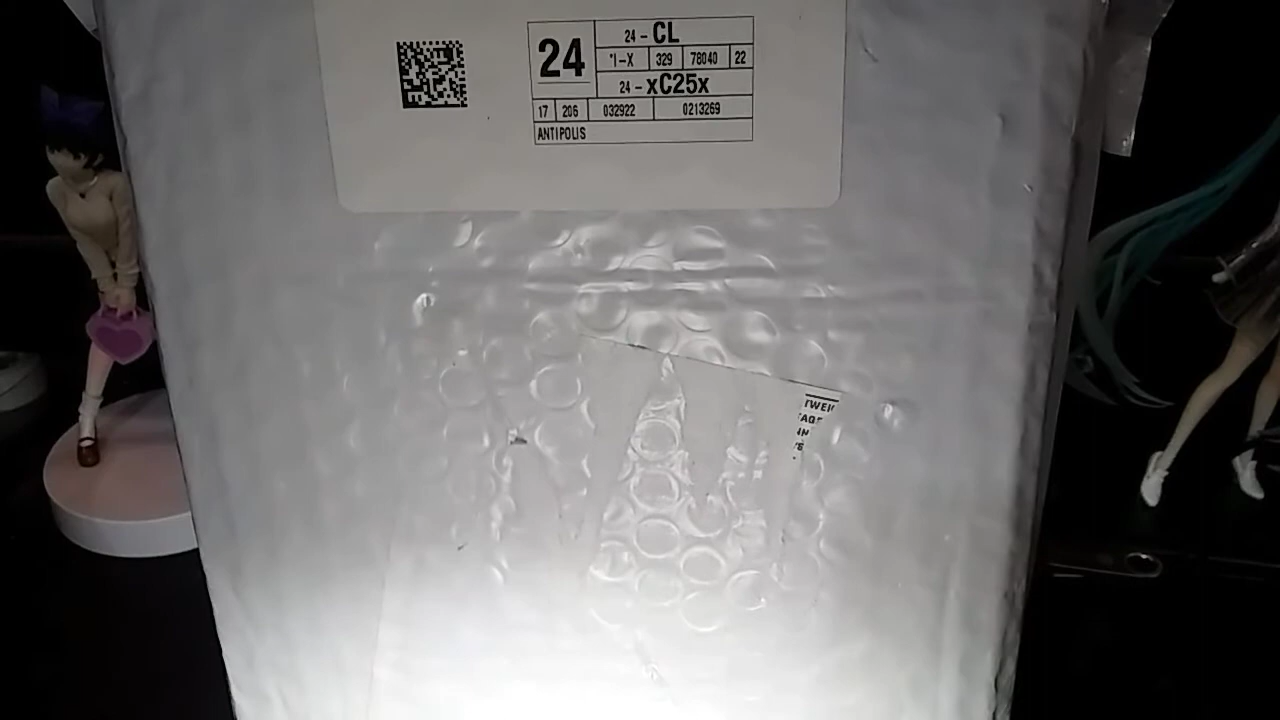 24
24 - CL
*1-X 329 78040 22
24 - xC25x
17 206 032922 0213269
ANTIPOLIS